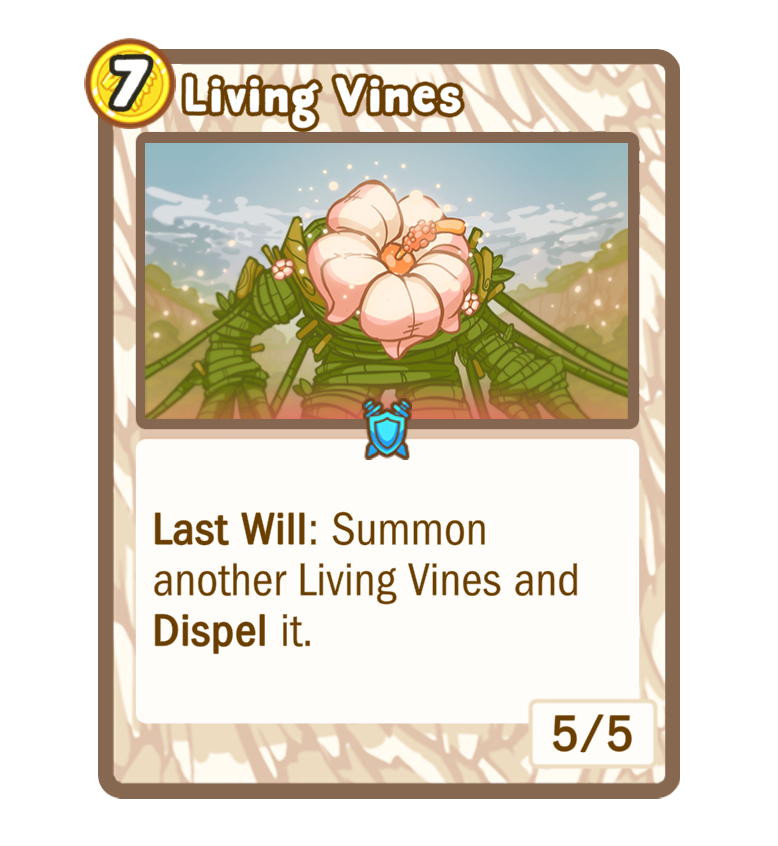 7
Living Vines
Last Will: Summon
another Living Vines and
Dispel it.
5/5